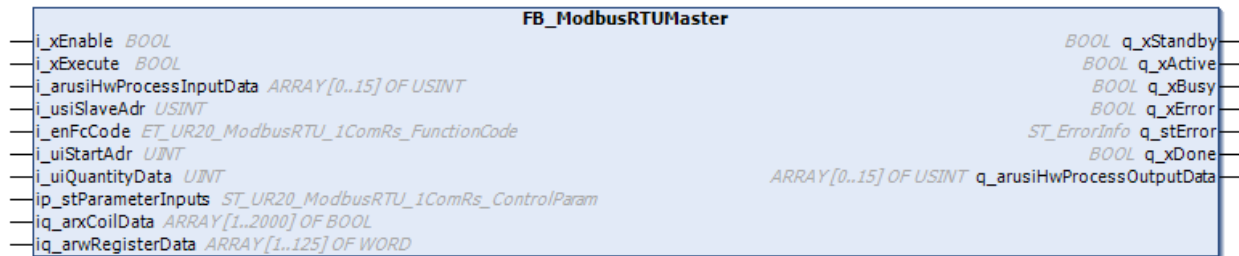 FB_ModbusRTUMaster
i_xEnable BOOL BOOL q_xStandby
i_xExecute BOOL BOOL q_xActive
i_arusiHwProcessInputData ARRAY [0..15] OF USINT BOOL q_xBusy
i_usiSlaveAdr USINT BOOL q_xError
i_enFcCode ET_UR20_ModbusRTU_1ComRs_FunctionCode ST_ErrorInfo q_stError
i_uiStartAdr UINT BOOL q_xDone
i_uiQuantityData UINT ARRAY [0..15] OF USINT q_arusiHwProcessOutputData
ip_stParameterInputs ST_UR20_ModbusRTU_1ComRs_ControlParam
iq_arxCoilData ARRAY [1..2000] OF BOOL
iq_arwRegisterData ARRAY [1..125] OF WORD